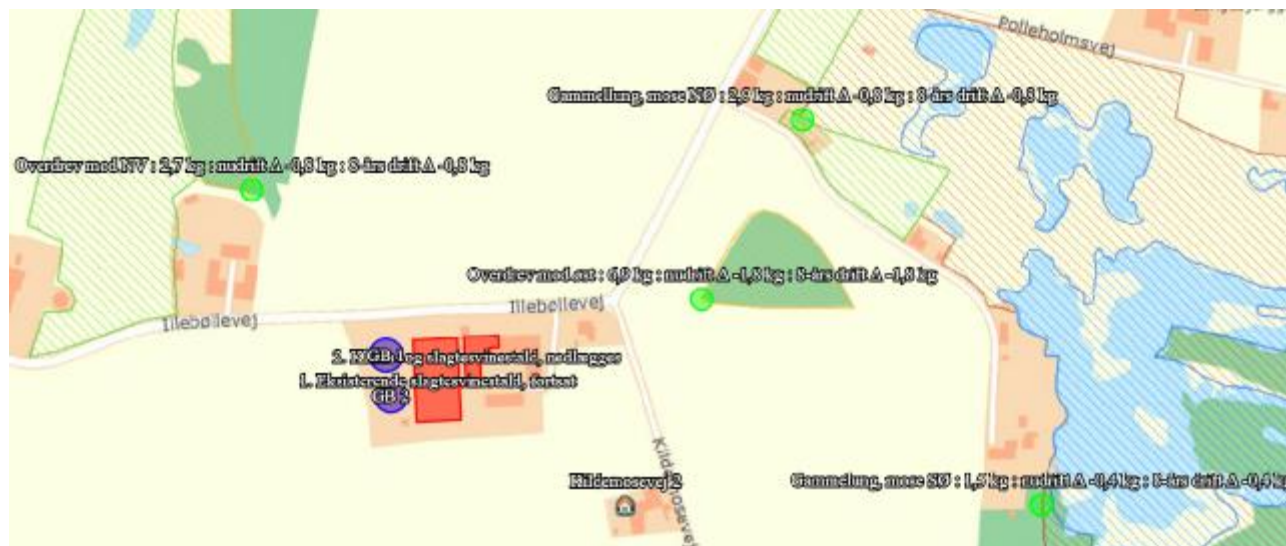 Polleholmsvej
Gammellung, mose NØ : 2,9 kg : nudrift Δ -0,8 kg : 8-års drift Δ -0,8 kg
Overdrev mod NV : 2,7 kg : nudrift Δ -0,8 kg : 8-års drift Δ -0,8 kg
Overdrev mod øst : 6,9 kg : nudrift Δ -1,8 kg : 8-års drift Δ -1,8 kg
Illebøllevej
Illebøllevej
2. GB 1 og slagtesvinestald, nedlægges
1. Eksisterende slagtesvinestald, fortsat
GB 2
Kildemosevej
Kildemosevej 2
Gammelung, mose SØ : 1,5 kg : nudrift Δ -0,4 kg : 8-års drift Δ -0,4 kg